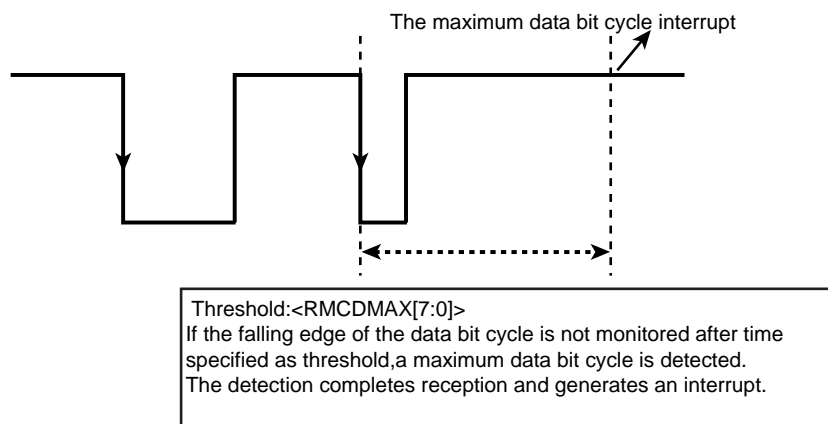 The maximum data bit cycle interrupt
Threshold:<RMCDMAX[7:0]>
If the falling edge of the data bit cycle is not monitored after time
specified as threshold,a maximum data bit cycle is detected.
The detection completes reception and generates an interrupt.